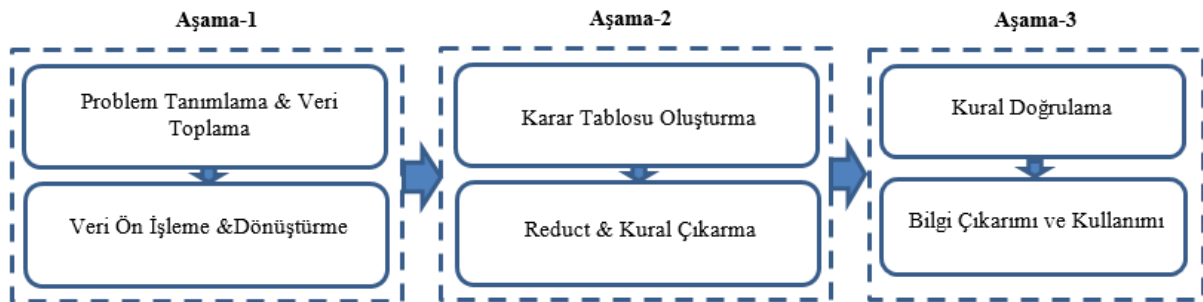 Aşama-1
Problem Tanımlama & Veri
Toplama
Veri Ön İşleme &Dönüştürme
Aşama-2
Karar Tablosu Oluşturma
Reduct & Kural Çıkarma
Aşama-3
Kural Doğrulama
Bilgi Çıkarımı ve Kullanımı